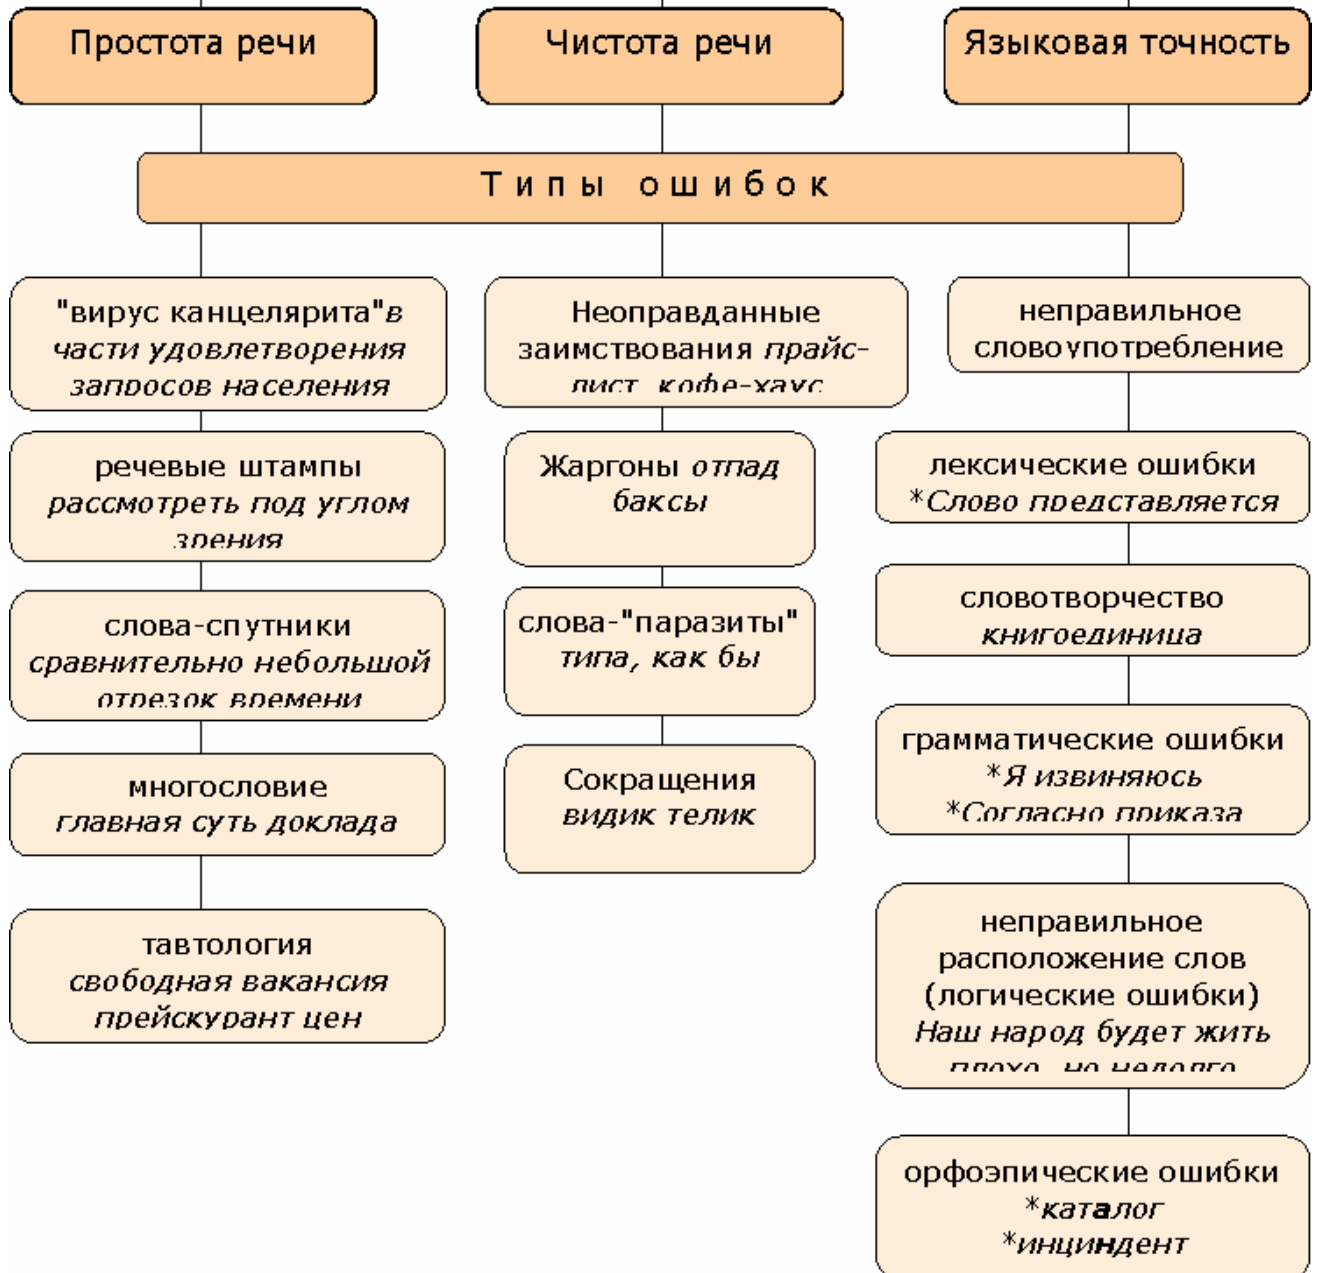 Простота речи
Чистота речи
Языковая точность
Типы ошибок
"вирус канцелярита"в
части удовлетворения
запросов населения
речевые штампы
рассмотреть под углом
зрения
слова-спутники
сравнительно небольшой
отрезок времени
многословие
главная суть доклада
тавтология
свободная вакансия
прейскурант цен
Неоправданные
заимствования прайс-
лист, кофе-хаус
Жаргоны отпад
баксы
слова-"паразиты"
типа, как бы
Сокращения
видик телик
неправильное
словоупотребление
лексические ошибки
*Слово представляется
словотворчество
книгоединица
грамматические ошибки
*Я извиняюсь
*Согласно приказа
неправильное
расположение слов
(логические ошибки)
Наш народ будет жить
плохо, но недолго.
орфоэпические ошибки
*каталог
*инциндент